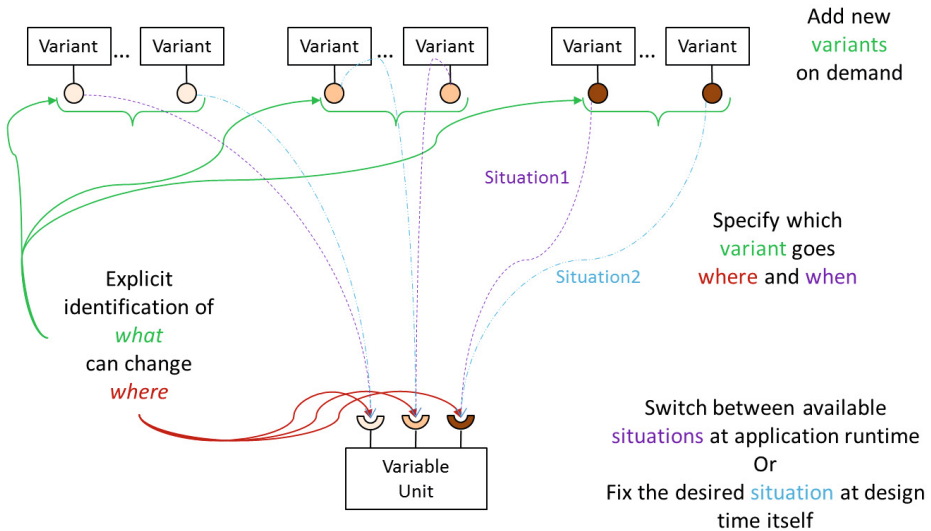 Variant ... Variant
Variant ... Variant
Variant ... Variant
Add new
variants
on demand
Situation1
Situation2
Specify which
variant goes
where and when
Explicit
identification of
what
can change
where
Variable
Unit
Switch between available
situations at application runtime
Or
Fix the desired situation at design
time itself